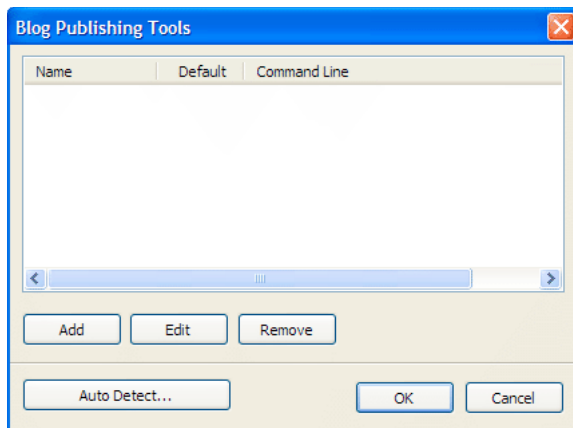 Blog Publishing Tools
Name Default Command Line
Add Edit Remove
Auto Detect... OK Cancel